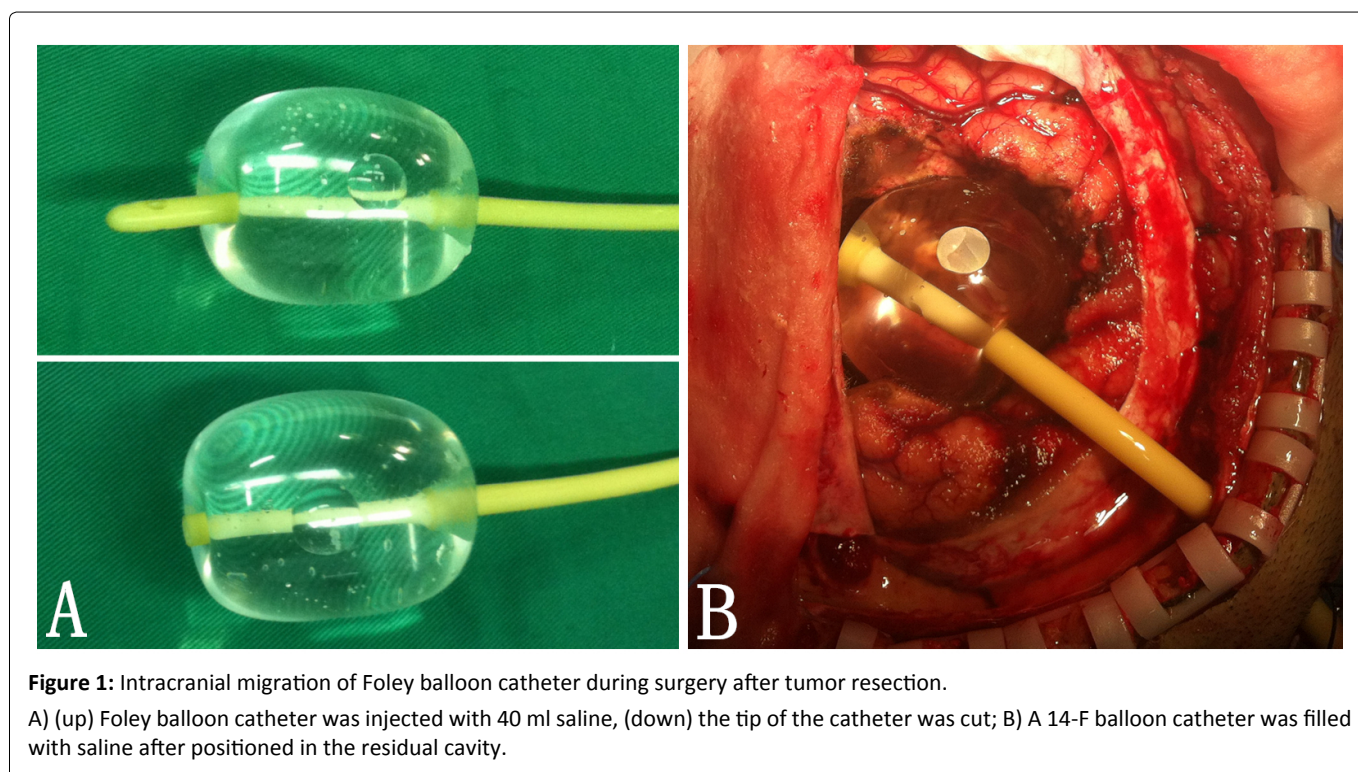 A
B
Figure 1: Intracranial migration of Foley balloon catheter during surgery after tumor resection.
A) (up) Foley balloon catheter was injected with 40 ml saline, (down) the tip of the catheter was cut; B) A 14-F balloon catheter was filled
with saline after positioned in the residual cavity.